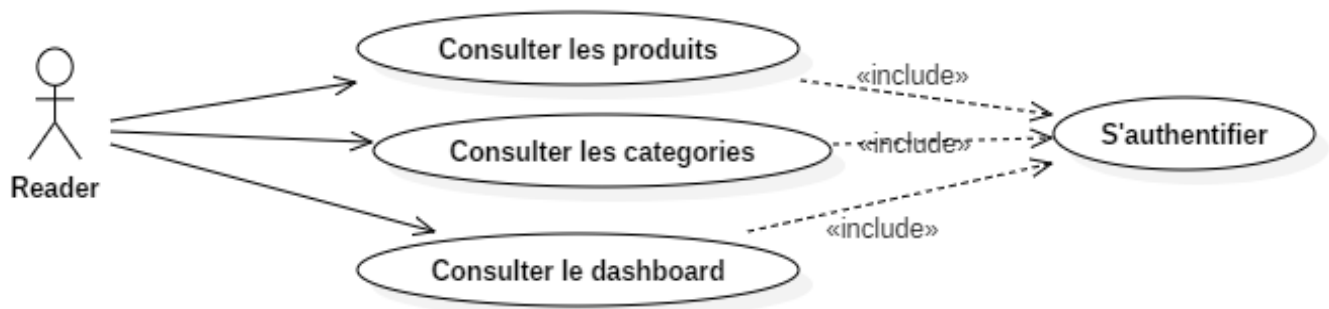 Consulter les produits
«include»
S'authentifier
Consulter les categories
«include»
Reader
«include»
Consulter le dashboard